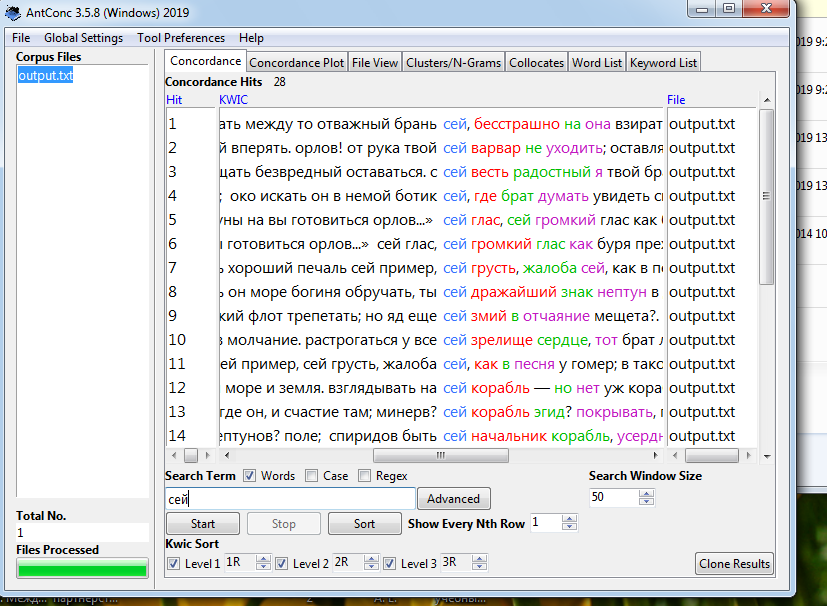 AntConc 3.5.8 (Windows) 2019
File Global Settings Tool Preferences Help
Corpus Files
output.txt
Concordance Concordance Plot File View Clusters/N-Grams Collocates Word List Keyword List
Concordance Hits 28
Hit KWIC File
1 ать между то отважный брань сей, бесстрашно на она взират output.txt
2 й вперять. орлов! от рука твой сей варвар не уходить; оставля output.txt
3 щать безвредный оставаться. с сей весть радостный я твой бр output.txt
4 ; око искать он в немой ботик сей, где брат думать увидеть output.txt
5 уны на вы готовиться орлов...» сей глас, сей громкий глас как output.txt
6 ы готовиться орлов...» сей глас, сей громкий глас как буря пре output.txt
7 ь хороший печаль сей пример, сей грусть, жалоба сей, как в output.txt
8 ь он море богиня обручать, ты сей дражайший знак нептун в output.txt
9 кий флот трепетать; но яд еще сей змий в отчаяние мещета?. output.txt
10 в молчание. растрогаться у все сей зрелище сердце, тот брат output.txt
11 ей пример, сей грусть, жалоба сей, как в песня у гомер; в так output.txt
12 море и земля. взглядывать на сей корабль — но нет уж кора output.txt
13 где он, и счастие там; минерв? сей корабль эгид? покрывать, output.txt
14 ептунов? поле; спиридов быть сей начальник корабль, усерд output.txt
Search Term Words Case Regex Search Window Size
сей Advanced 50
Start Stop Sort Show Every Nth Row 1
Kwic Sort
Level 1 1R Level 2 2R Level 3 3R Clone Results
Total No.
1
Files Processed